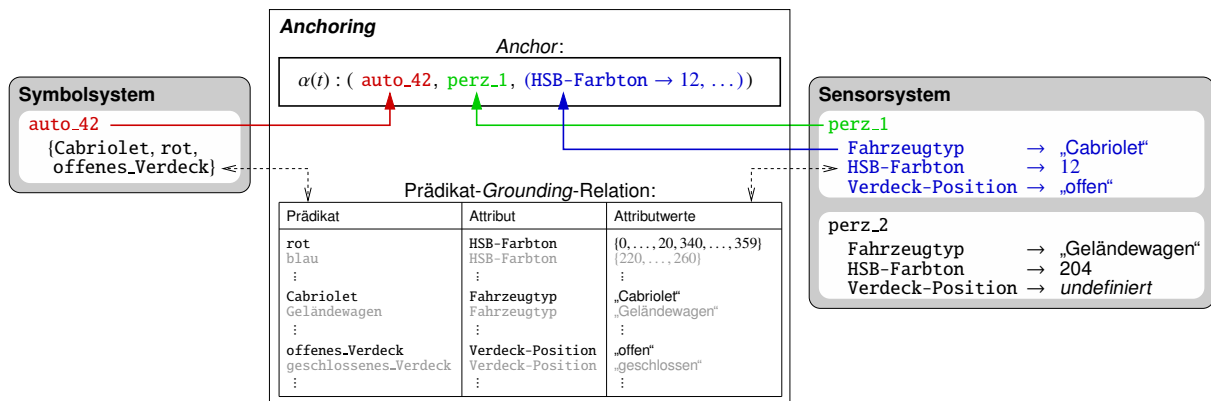 Anchoring
Anchor:
α(t) : ( auto_42, perz_1, (HSB-Farbton → 12, ...) )
Symbolsystem
auto_42
{Cabriolet, rot,
offenes_Verdeck}
Sensorsystem
perz_1
Fahrzeugtyp → „Cabriolet“
HSB-Farbton → 12
Verdeck-Position → „offen“
perz_2
Fahrzeugtyp → „Geländewagen“
HSB-Farbton → 204
Verdeck-Position → undefiniert
Prädikat-Grounding-Relation:
Prädikat Attribut Attributwerte
rot HSB-Farbton {0, ..., 20, 340, ..., 359}
blau HSB-Farbton {220, ..., 260}
⋮ ⋮ ⋮
Cabriolet Fahrzeugtyp „Cabriolet“
Geländewagen Fahrzeugtyp „Geländewagen“
⋮ ⋮ ⋮
offenes_Verdeck Verdeck-Position „offen“
geschlossenes_Verdeck Verdeck-Position „geschlossen“
⋮ ⋮ ⋮